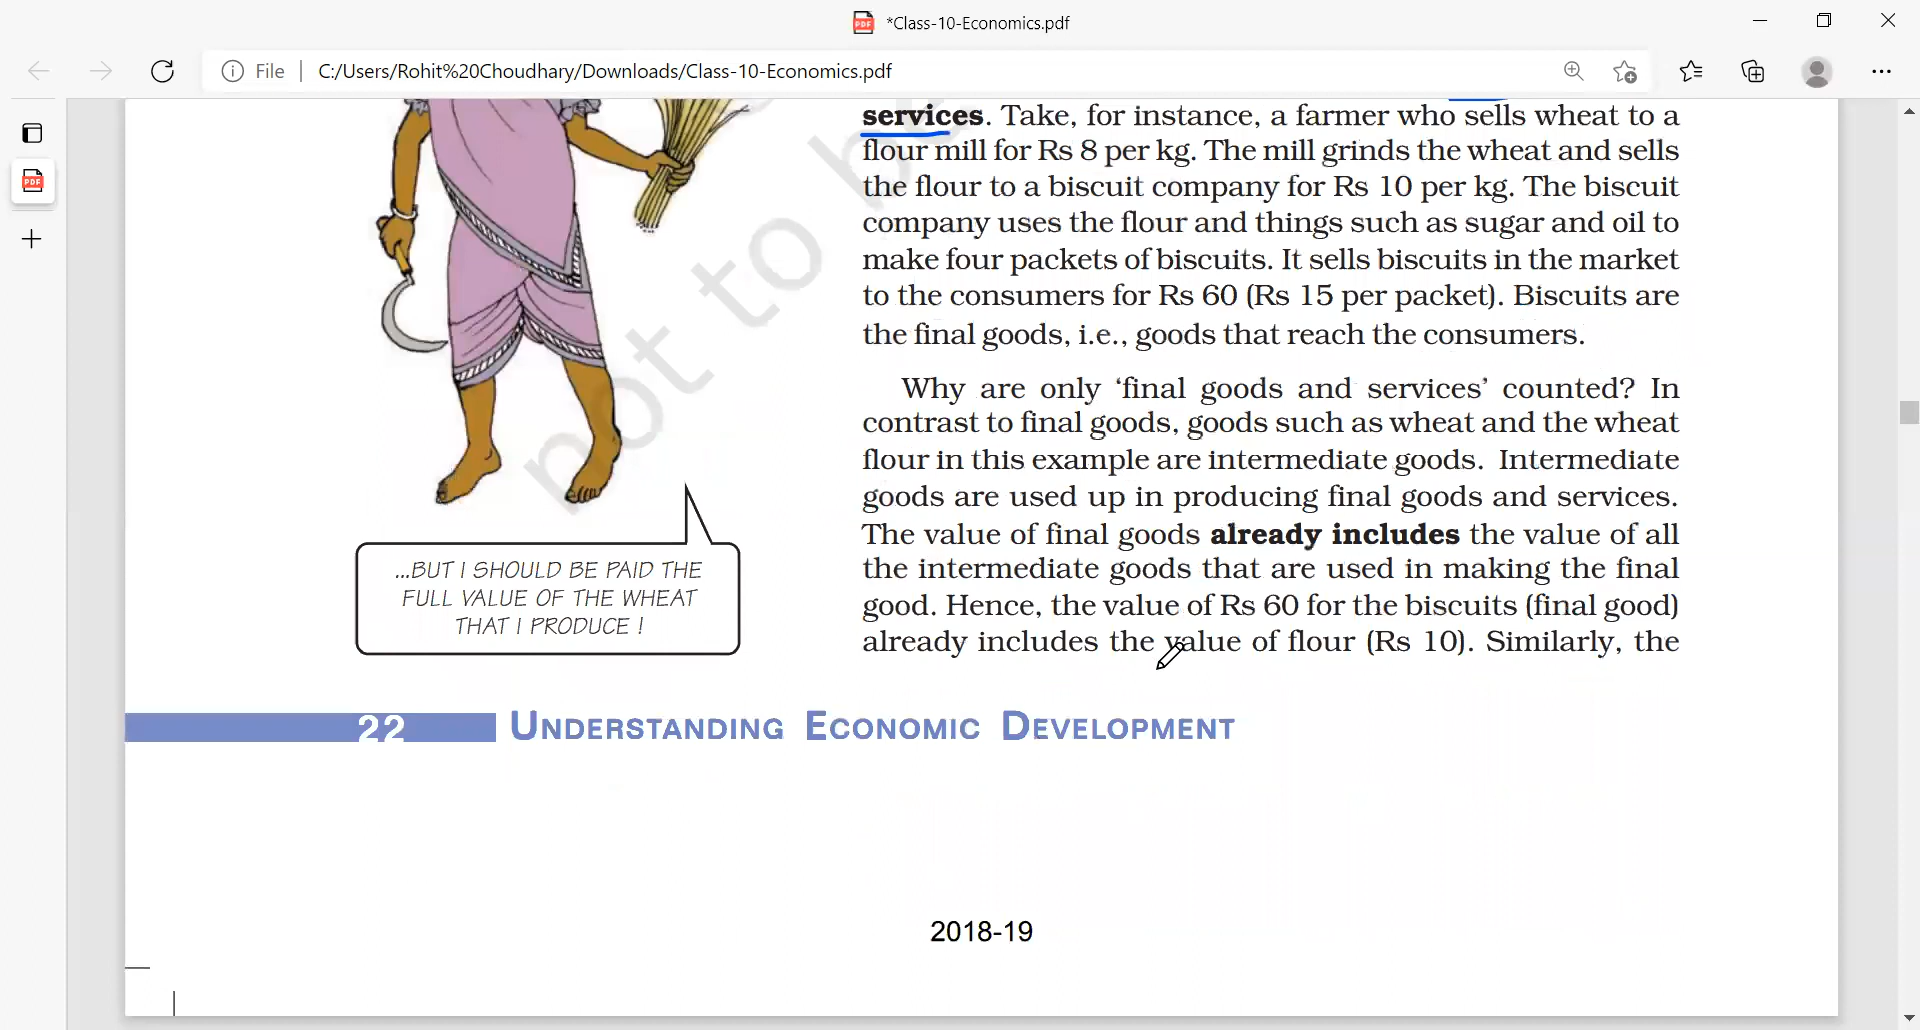 *Class-10-Economics.pdf
File
C:/Users/Rohit%20Choudhary/Downloads/Class-10-Economics.pdf
services. Take, for instance, a farmer who sells wheat to a
flour mill for Rs 8 per kg. The mill grinds the wheat and sells
the flour to a biscuit company for Rs 10 per kg. The biscuit
company uses the flour and things such as sugar and oil to
make four packets of biscuits. It sells biscuits in the market
to the consumers for Rs 60 (Rs 15 per packet). Biscuits are
the final goods, i.e., goods that reach the consumers.
Why are only ‘final goods and services’ counted? In
contrast to final goods, goods such as wheat and the wheat
flour in this example are intermediate goods. Intermediate
goods are used up in producing final goods and services.
The value of final goods already includes the value of all
the intermediate goods that are used in making the final
good. Hence, the value of Rs 60 for the biscuits (final good)
already includes the value of flour (Rs 10). Similarly, the
not to be
...BUT I SHOULD BE PAID THE
FULL VALUE OF THE WHEAT
THAT I PRODUCE !
22 UNDERSTANDING ECONOMIC DEVELOPMENT
2018-19